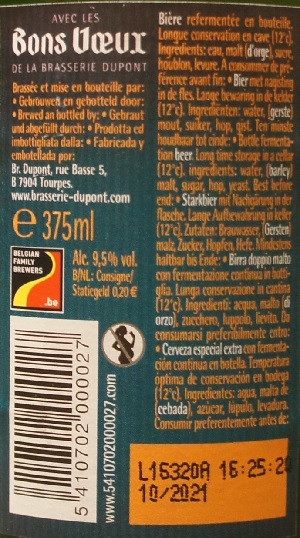 AVEC LES
Bons Vœux
DE LA BRASSERIE DUPONT
Brassée et mise en bouteille par:
• Gebrouwen en gebotteld door:
• Brewed an bottled by: • Gebraut
und abgefüllt durch: • Prodotta ed
imbottigliata dalla: • Fabricada y
embotellada por:
Br. Dupont, rue Basse 5,
B 7904 Tourpes.
www.brasserie-dupont.com
e 375ml
BELGIAN
FAMILY
BREWERS
.be
Alc. 9,5% vol.
B/NL: Consigne/
Statiegeld 0,20 €
5 410702 000027
www.5410702000027.com
Bière refermentée en bouteille.
Longue conservation en cave (12°c).
Ingredients: eau, malt (d'orge), sucre,
houblon, levure. A consommer de pré-
férence avant fin: • Bier met nagisting
in de fles. Lange bewaring in de kelder
(12°c). Ingrediënten: water, (gerste)
mout, suiker, hop, gist. Ten minste
houdbaar tot einde: • Bottle fermenta-
tion beer. Long time storage in a cellar
(12°c). ingredients: water, (barley)
malt, sugar, hop, yeast. Best before
end: • Starkbier mit Nachgärung in der
flasche. Lange Aufbewahrung in keller
(12°c). Zutaten: Brauwasser, (Gersten)
malz, Zucker, Hopfen, Hefe. Mindestens
haltbar bis Ende: • Birra doppio malto
con fermentazione continua in botti-
glia. Lunga conservazione in cantina
(12°c). Ingredienti: acqua, malto (di
orzo), zucchero, luppolo, lievito. Da
consumarsi preferibilmente entro:
• Cerveza especial extra con fermenta-
ción continua en botella. Temperatura
óptima de conservación en bodega
(12°c). Ingredientes: aqua, malta de
(cebada), azúcar, lúpulo, levadura.
Consumir preferentemente antes de:
L16320A 16:25:20
10/2021